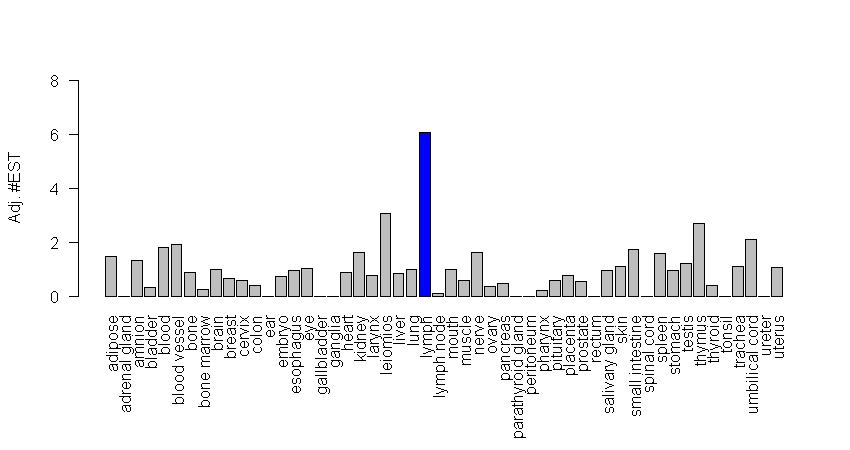 Adj. #EST
8
6
4
2
0
adipose
adrenal gland
amnion
bladder
blood
blood vessel
bone
bone marrow
brain
breast
cervix
colon
ear
embryo
esophagus
eye
gallbladder
ganglia
heart
kidney
larynx
leiomios
liver
lung
lymph
lymph node
mouth
muscle
nerve
ovary
pancreas
parathyroid gland
peritoneum
pharynx
pituitary
placenta
prostate
rectum
salivary gland
skin
small intestine
spinal cord
spleen
stomach
testis
thymus
thyroid
tonsil
trachea
umbilical cord
ureter
uterus